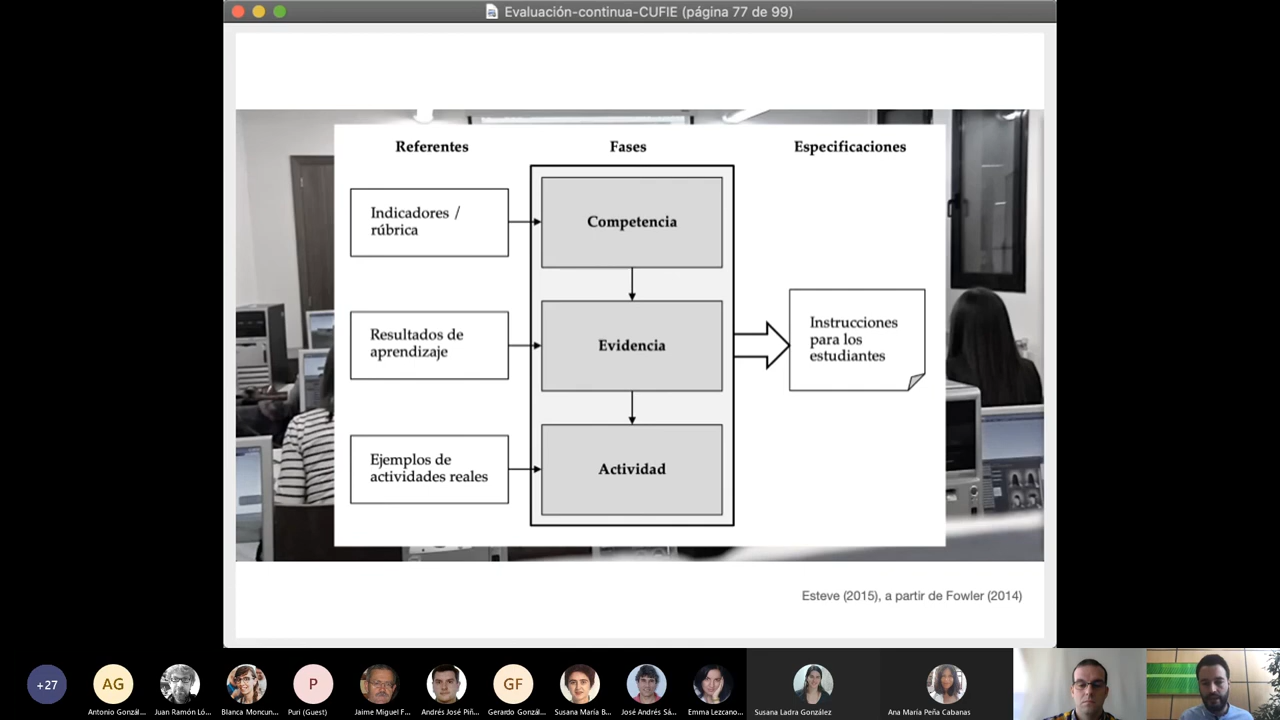 Evaluación-continua-CUFIE (página 77 de 99)
Referentes
Fases
Especificaciones
Indicadores /
rúbrica
Competencia
Resultados de
aprendizaje
Evidencia
Instrucciones
para los
estudiantes
Ejemplos de
actividades reales
Actividad
Esteve (2015), a partir de Fowler (2014)
+27
AG
P
GF
Antonio Gonzál...
Juan Ramón Ló...
Blanca Moncun...
Puri (Guest)
Jaime Miguel F...
Andrés José Piñ...
Gerardo Gonzál...
Susana María B...
José Andrés Sá...
Emma Lezcano...
Susana Ladra González
Ana María Peña Cabanas